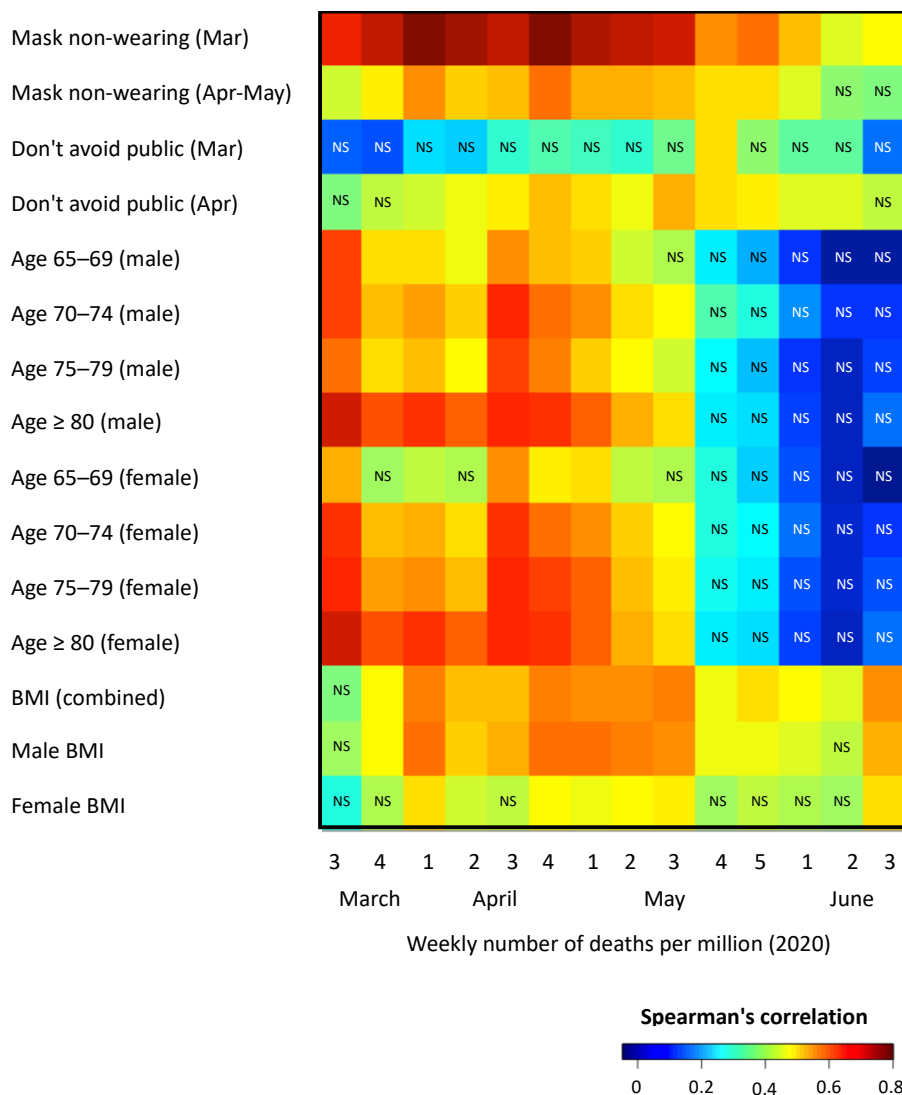 Mask non-wearing (Mar)
Mask non-wearing (Apr-May) NS NS
Don't avoid public (Mar) NS NS NS NS NS NS NS NS NS NS NS NS NS
Don't avoid public (Apr) NS NS NS
Age 65–69 (male) NS NS NS NS NS NS
Age 70–74 (male) NS NS NS NS NS
Age 75–79 (male) NS NS NS NS NS
Age ≥ 80 (male) NS NS NS NS NS
Age 65–69 (female) NS NS NS NS NS NS NS NS
Age 70–74 (female) NS NS NS NS NS
Age 75–79 (female) NS NS NS NS NS
Age ≥ 80 (female) NS NS NS NS NS
BMI (combined) NS
Male BMI NS NS
Female BMI NS NS NS NS NS NS NS
3 4 1 2 3 4 1 2 3 4 5 1 2 3
March April May June
Weekly number of deaths per million (2020)
Spearman's correlation
0 0.2 0.4 0.6 0.8